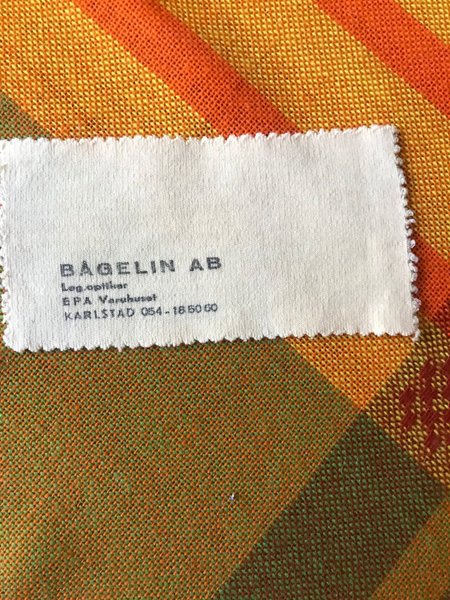 BÅGELIN AB
Leg.optiker
EPA Varuhuset
KARLSTAD 054-18 50 60